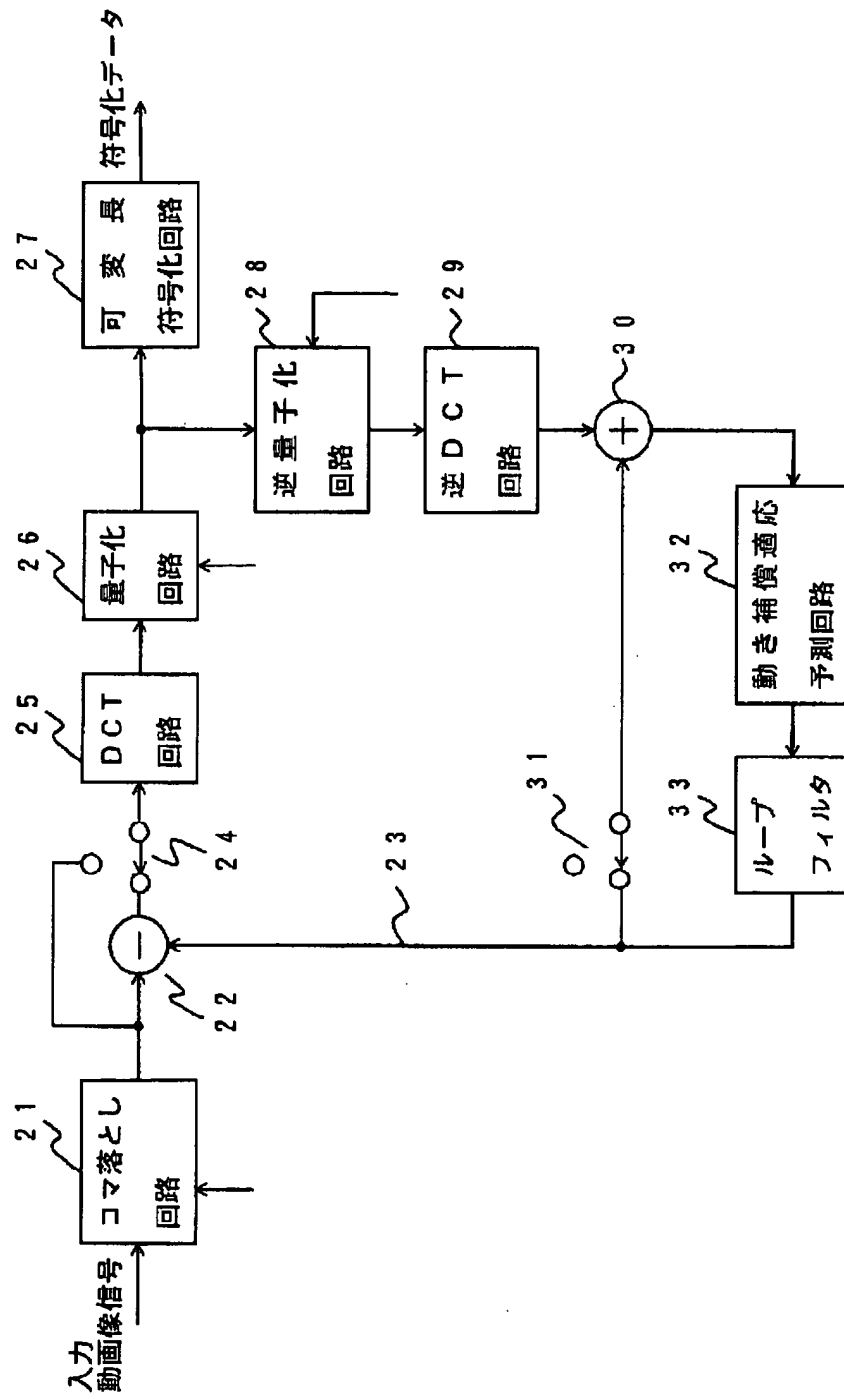 入力
動画像信号
21
コマ落とし
回路
22
23
24
25
DCT
回路
26
量子化
回路
27
可変長
符号化回路
符号化データ
28
逆量子化
回路
29
逆DCT
回路
30
+
−
31
32
動き補償適応
予測回路
33
ループ
フィルタ